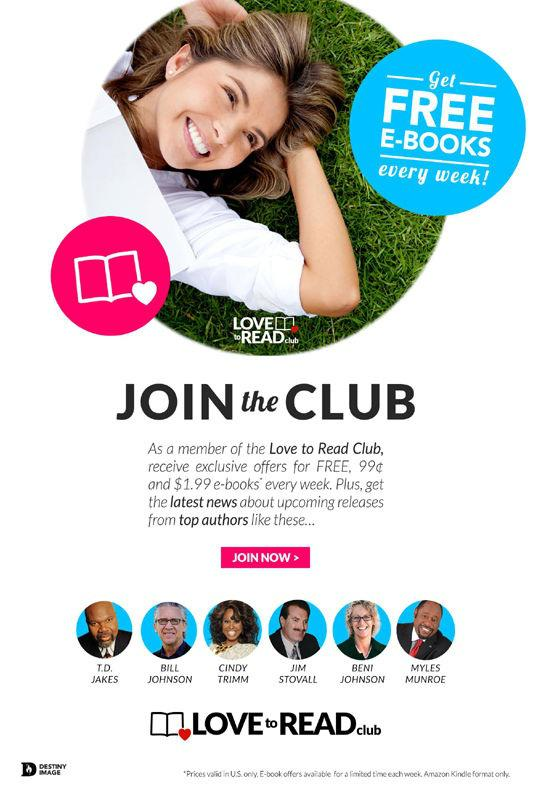 Get
FREE
E-BOOKS
every week!
LOVE
to READ club
JOIN the CLUB
As a member of the Love to Read Club,
receive exclusive offers for FREE, 99¢
and $1.99 e-books* every week. Plus, get
the latest news about upcoming releases
from top authors like these...
JOIN NOW >
T.D.
JAKES
BILL
JOHNSON
CINDY
TRIMM
JIM
STOVALL
BENI
JOHNSON
MYLES
MUNROE
LOVE to READ club
D DESTINY
IMAGE
*Prices valid in U.S. only. E-book offers available for a limited time each week. Amazon Kindle format only.